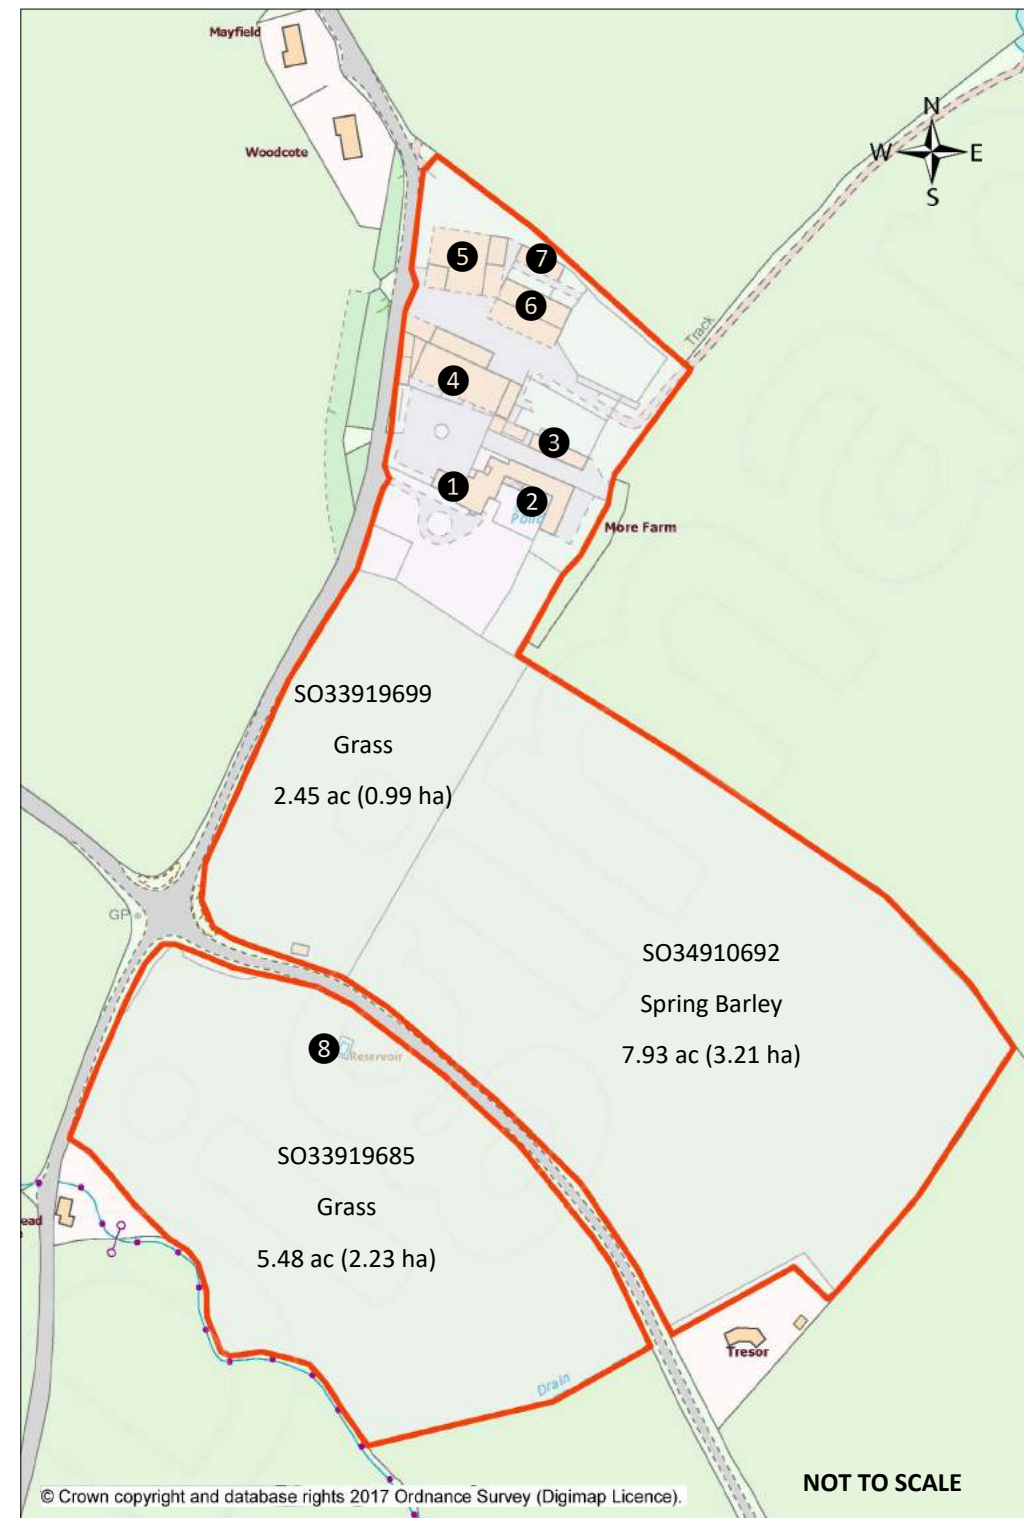 Mayfield
Woodcote
N
W E
S
5
7
6
Track
4
3
1
2
Pond
More Farm
SO33919699
Grass
2.45 ac (0.99 ha)
GP
SO34910692
Spring Barley
7.93 ac (3.21 ha)
8
Reservoir
SO33919685
Grass
5.48 ac (2.23 ha)
ead
Tresor
Drain
NOT TO SCALE
© Crown copyright and database rights 2017 Ordnance Survey (Digimap Licence).